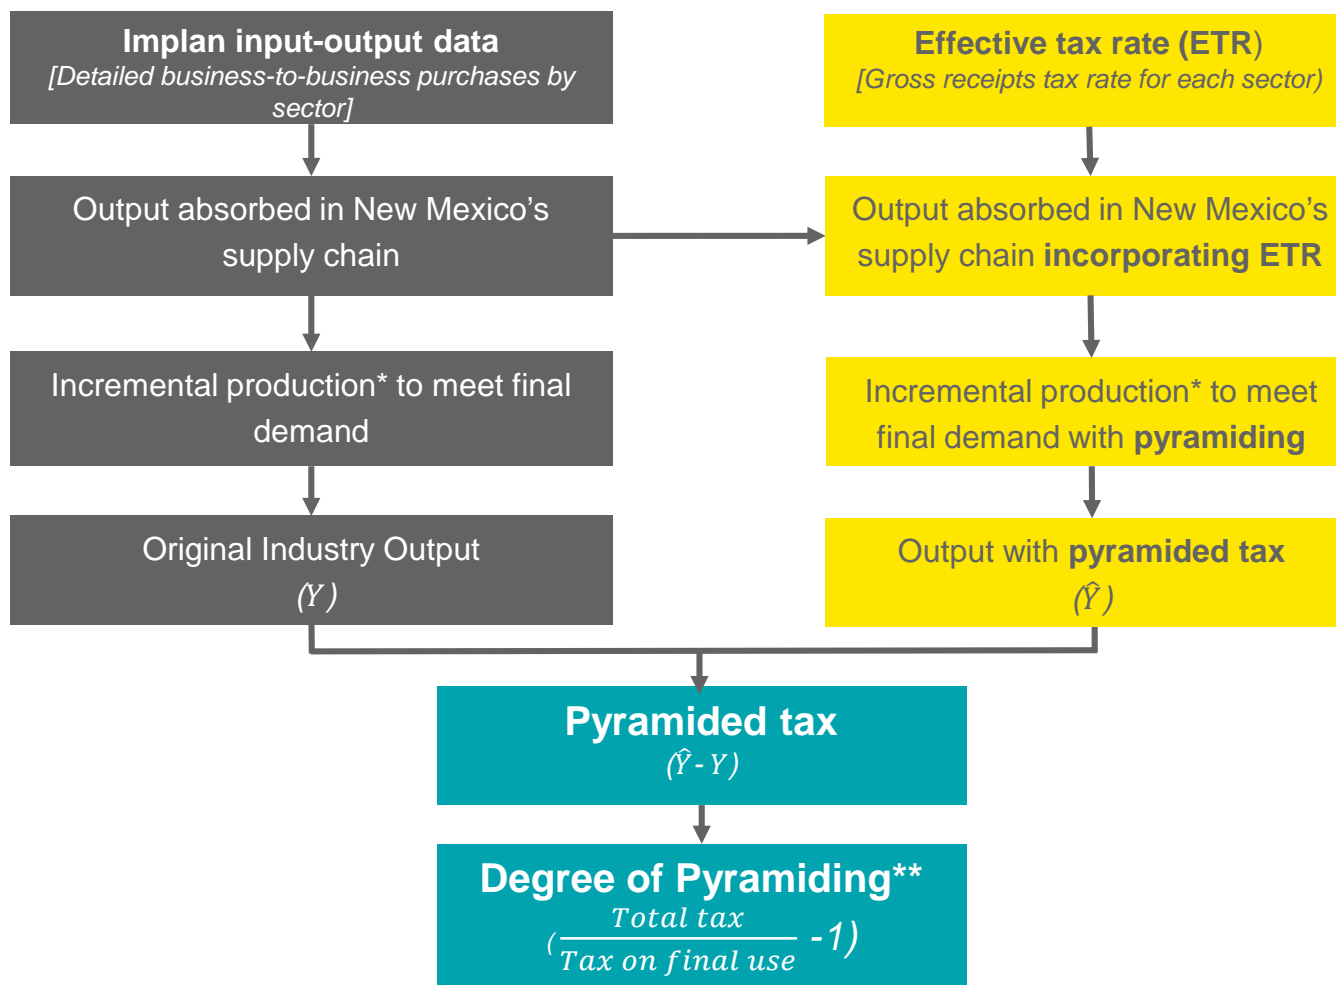 Implan input-output data
[Detailed business-to-business purchases by
sector]
Effective tax rate (ETR)
[Gross receipts tax rate for each sector)
Output absorbed in New Mexico's
supply chain
Output absorbed in New Mexico's
supply chain incorporating ETR
Incremental production* to meet final
demand
Incremental production* to meet
final demand with pyramiding
Original Industry Output
(Y)
Output with pyramided tax
(Ŷ)
Pyramided tax
(Ŷ - Y)
Degree of Pyramiding**
(Total tax
Tax on final use -1)